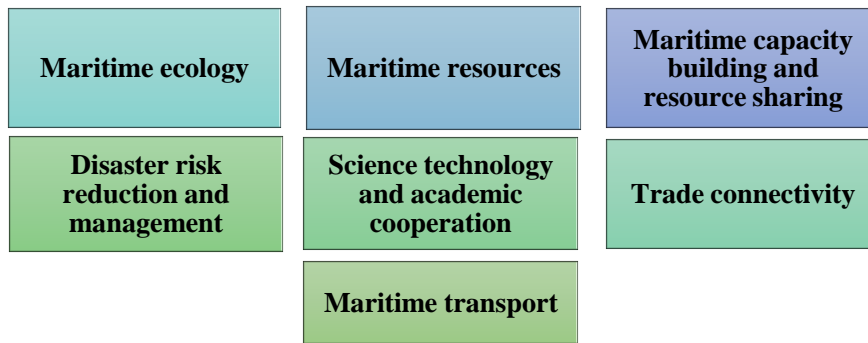 Maritime ecology
Maritime resources
Maritime capacity
building and
resource sharing
Disaster risk
reduction and
management
Science technology
and academic
cooperation
Trade connectivity
Maritime transport